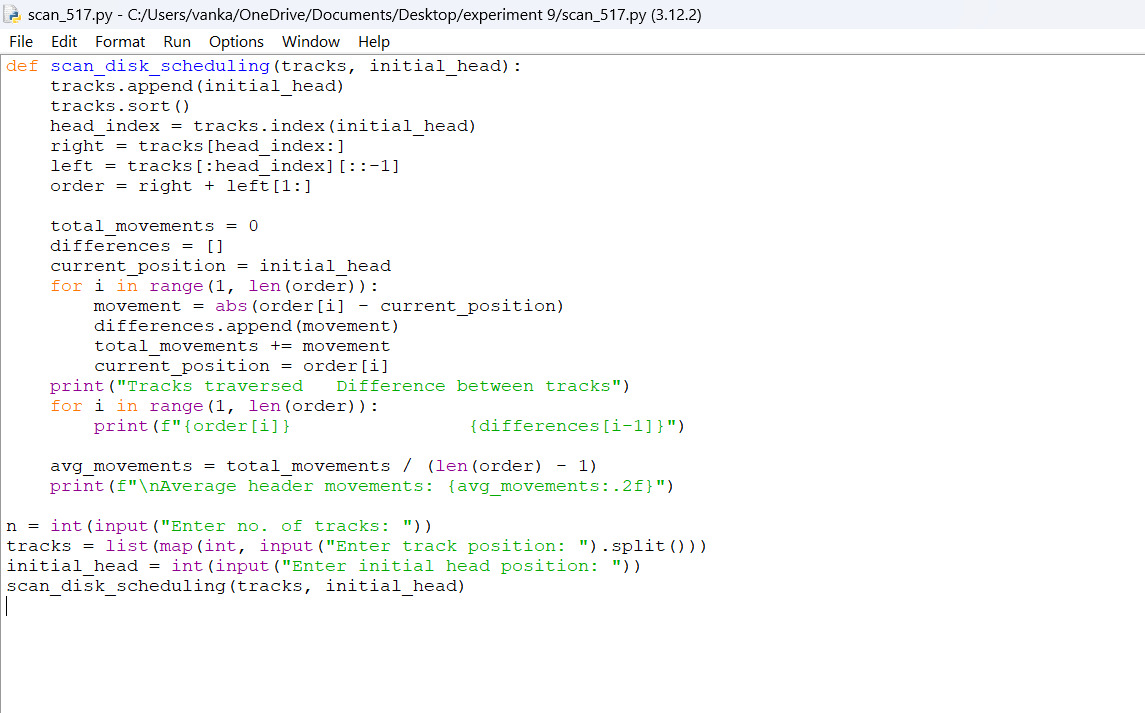 scan_517.py - C:/Users/vanka/OneDrive/Documents/Desktop/experiment 9/scan_517.py (3.12.2)
File Edit Format Run Options Window Help
def scan_disk_scheduling(tracks, initial_head):
    tracks.append(initial_head)
    tracks.sort()
    head_index = tracks.index(initial_head)
    right = tracks[head_index:]
    left = tracks[:head_index][::-1]
    order = right + left[1:]

    total_movements = 0
    differences = []
    current_position = initial_head
    for i in range(1, len(order)):
        movement = abs(order[i] - current_position)
        differences.append(movement)
        total_movements += movement
        current_position = order[i]
    print("Tracks traversed   Difference between tracks")
    for i in range(1, len(order)):
        print(f"{order[i]}                {differences[i-1]}")

    avg_movements = total_movements / (len(order) - 1)
    print(f"\nAverage header movements: {avg_movements:.2f}")

n = int(input("Enter no. of tracks: "))
tracks = list(map(int, input("Enter track position: ").split()))
initial_head = int(input("Enter initial head position: "))
scan_disk_scheduling(tracks, initial_head)